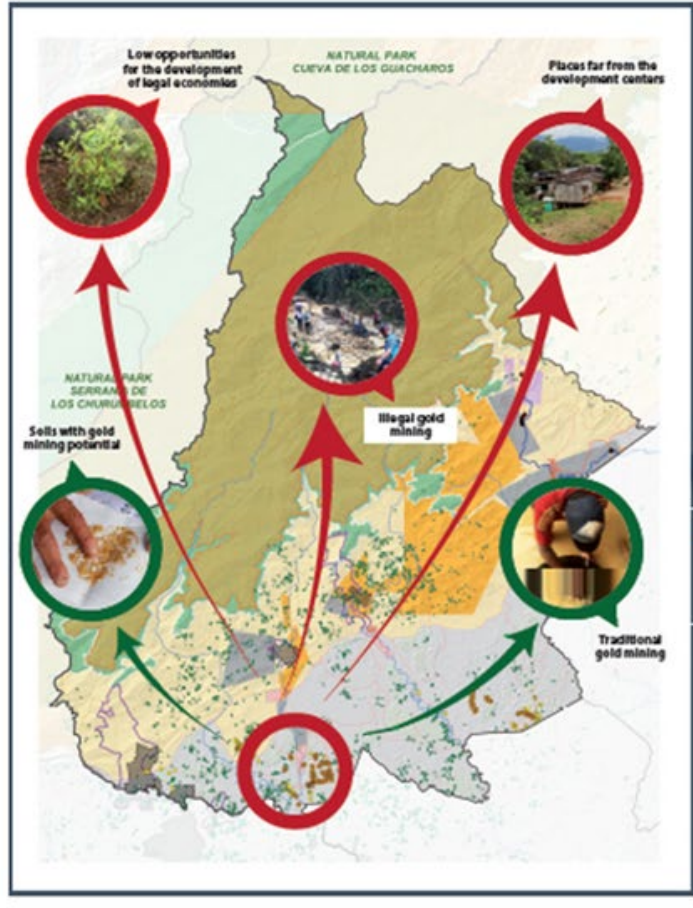 Low opportunities
for the development
of legal economies
NATURAL PARK
CUEVA DE LOS GUACHAROS
Places far from the
development centers
NATURAL PARK
SERRANIA DE
LOS CHURUMBELOS
Soils with gold
mining potential
Illegal gold
mining
Traditional
gold mining